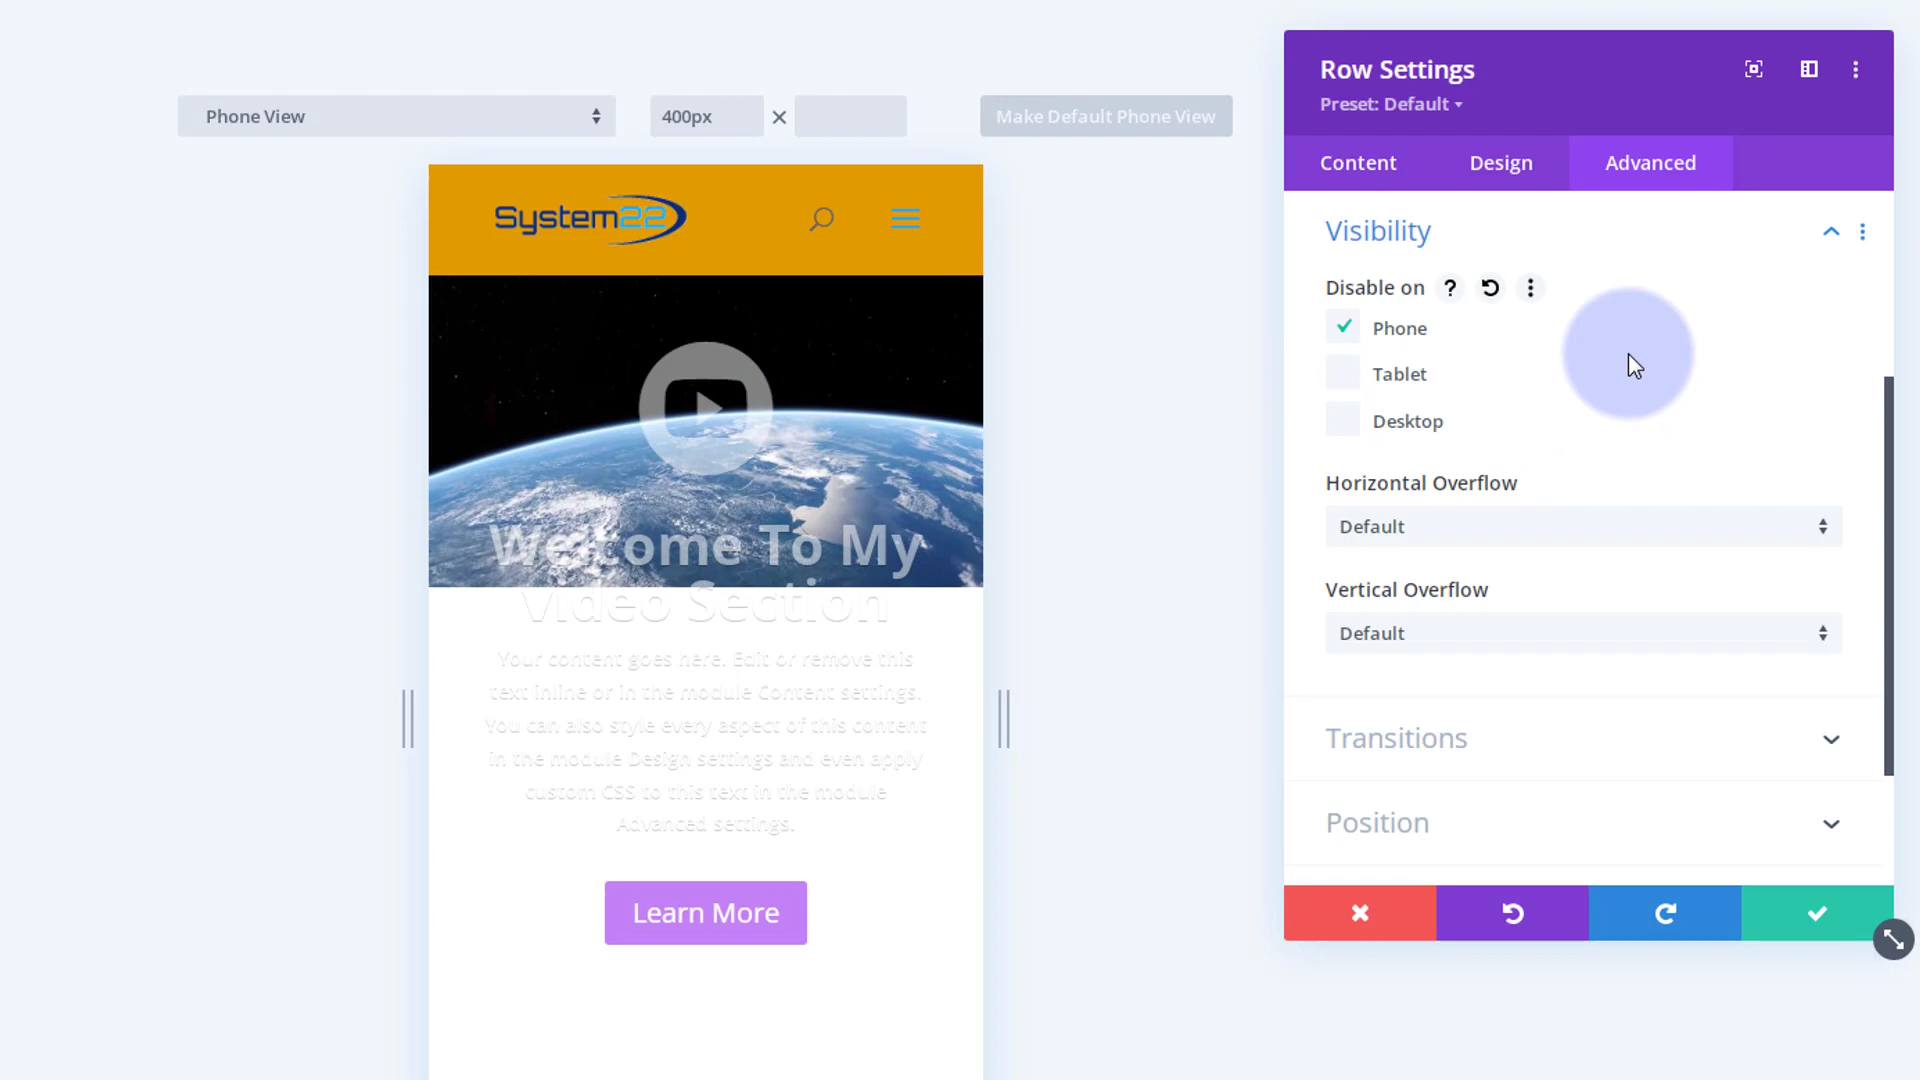 Row Settings
Preset: Default
Phone View
400px
Make Default Phone View
Content
Design
Advanced
System22
Visibility
Disable on
?
Phone
Tablet
Desktop
Horizontal Overflow
Default
Vertical Overflow
Default
Transitions
Position
Welcome To My
Video Section
Your content goes here. Edit or remove this
text inline or in the module Content settings.
You can also style every aspect of this content
in the module Design settings and even apply
custom CSS to this text in the module
Advanced settings.
Learn More